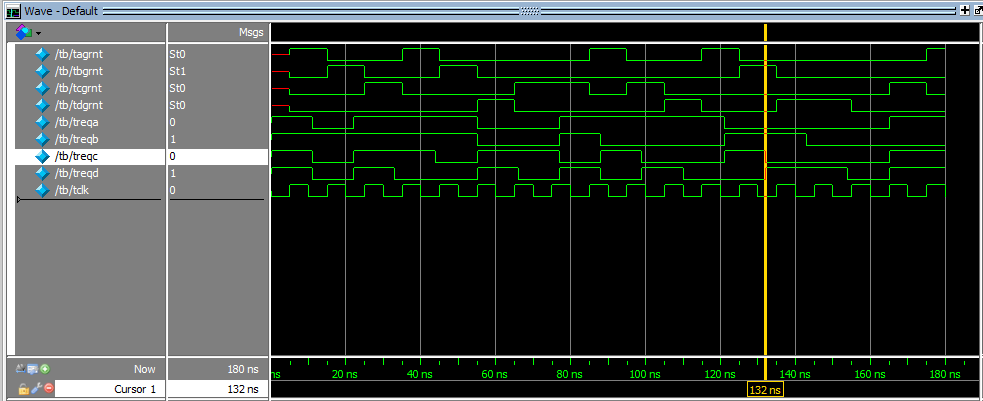 Wave - Default
Msgs
/tb/tagrnt St0
/tb/tbgrnt St1
/tb/tcgrnt St0
/tb/tdgrnt St0
/tb/treqa 0
/tb/treqb 1
/tb/treqc 0
/tb/treqd 1
/tb/tclk 0
Now 180 ns ns 20 ns 40 ns 60 ns 80 ns 100 ns 120 ns 140 ns 160 ns 180 ns
Cursor 1 132 ns 132 ns